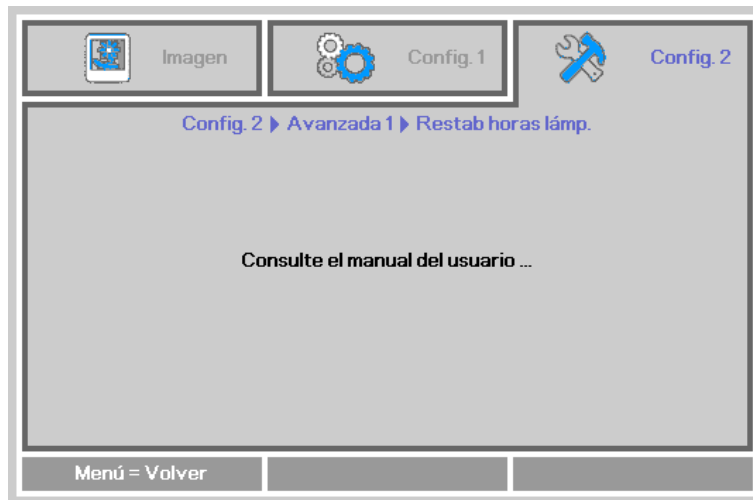 Imagen
Config. 1
Config. 2
Config. 2 ▶ Avanzada 1 ▶ Restab horas lámp.
Consulte el manual del usuario ...
Menú = Volver